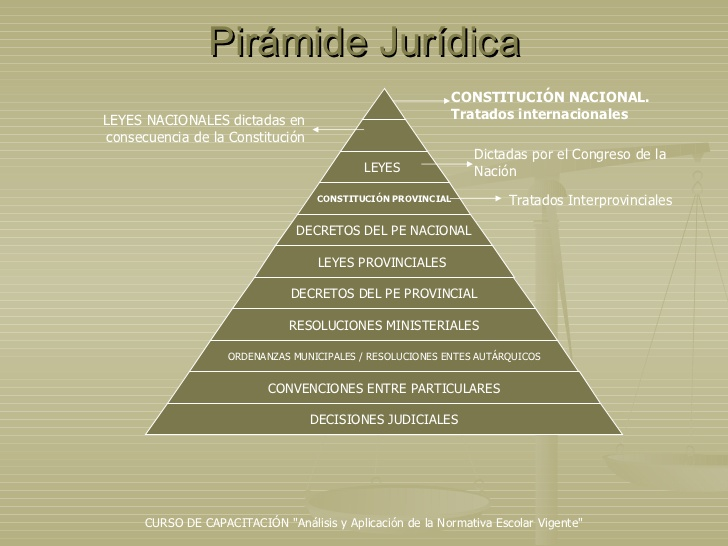 Pirámide Jurídica
CONSTITUCIÓN NACIONAL.
Tratados internacionales
LEYES NACIONALES dictadas en
consecuencia de la Constitución
Dictadas por el Congreso de la
Nación
LEYES
CONSTITUCIÓN PROVINCIAL
Tratados Interprovinciales
DECRETOS DEL PE NACIONAL
LEYES PROVINCIALES
DECRETOS DEL PE PROVINCIAL
RESOLUCIONES MINISTERIALES
ORDENANZAS MUNICIPALES / RESOLUCIONES ENTES AUTÁRQUICOS
CONVENCIONES ENTRE PARTICULARES
DECISIONES JUDICIALES
CURSO DE CAPACITACIÓN "Análisis y Aplicación de la Normativa Escolar Vigente"